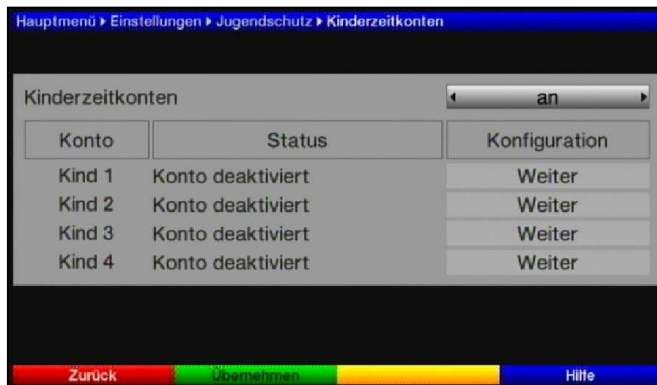 Hauptmenü ▸ Einstellungen ▸ Jugendschutz ▸ Kinderzeitkonten
Kinderzeitkonten an
Konto Status Konfiguration
Kind 1 Konto deaktiviert Weiter
Kind 2 Konto deaktiviert Weiter
Kind 3 Konto deaktiviert Weiter
Kind 4 Konto deaktiviert Weiter
Zurück Übernehmen Hilfe